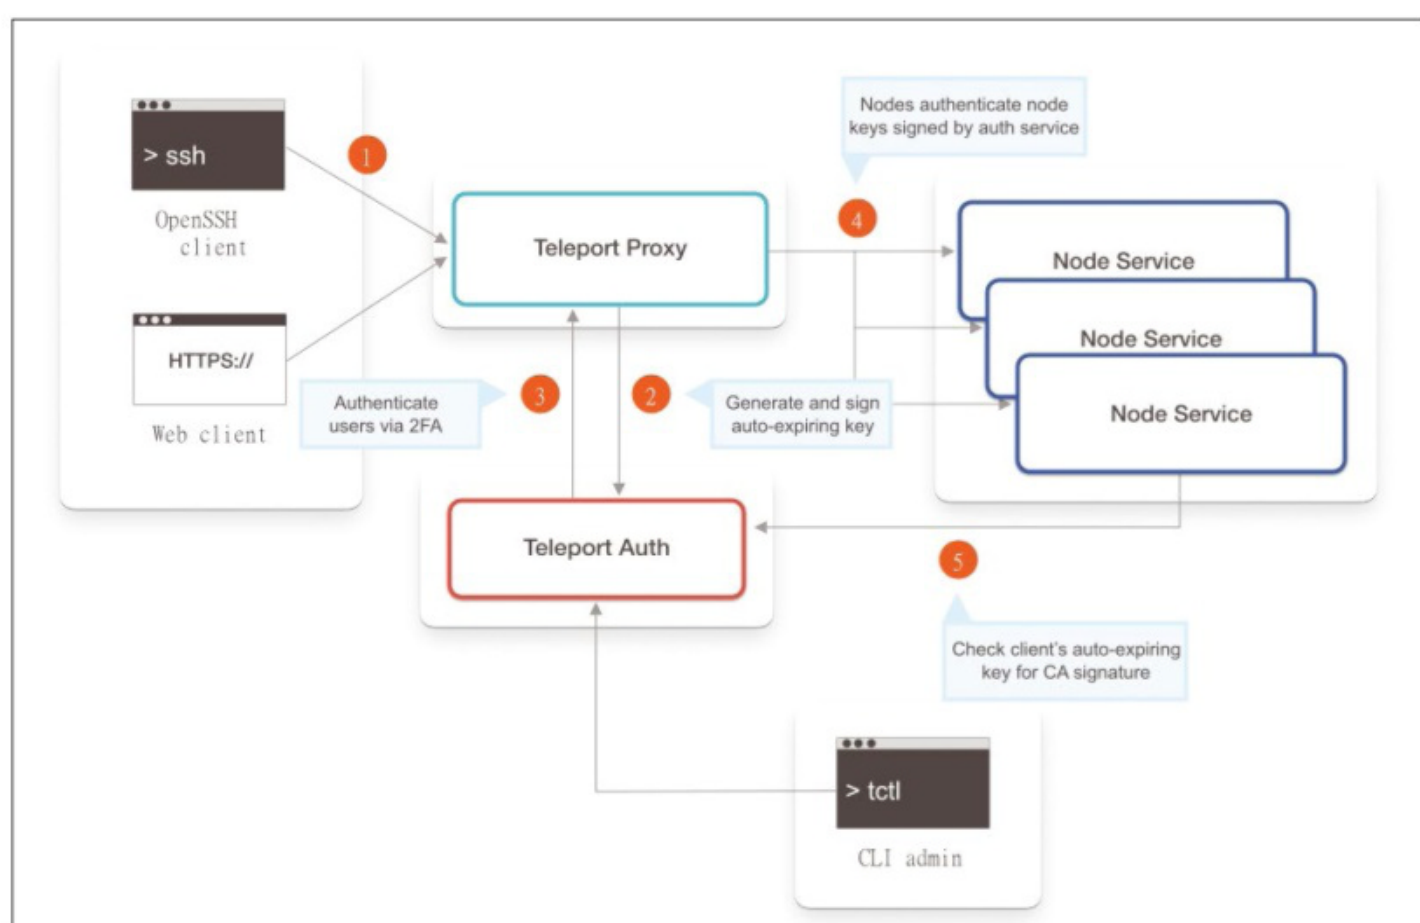 > ssh
OpenSSH
client
HTTPS://
Web client
1
Teleport Proxy
Nodes authenticate node
keys signed by auth service
4
Node Service
Node Service
Node Service
Authenticate
users via 2FA
3
2
Generate and sign
auto-expiring key
Teleport Auth
5
Check client's auto-expiring
key for CA signature
> tctl
CLI admin